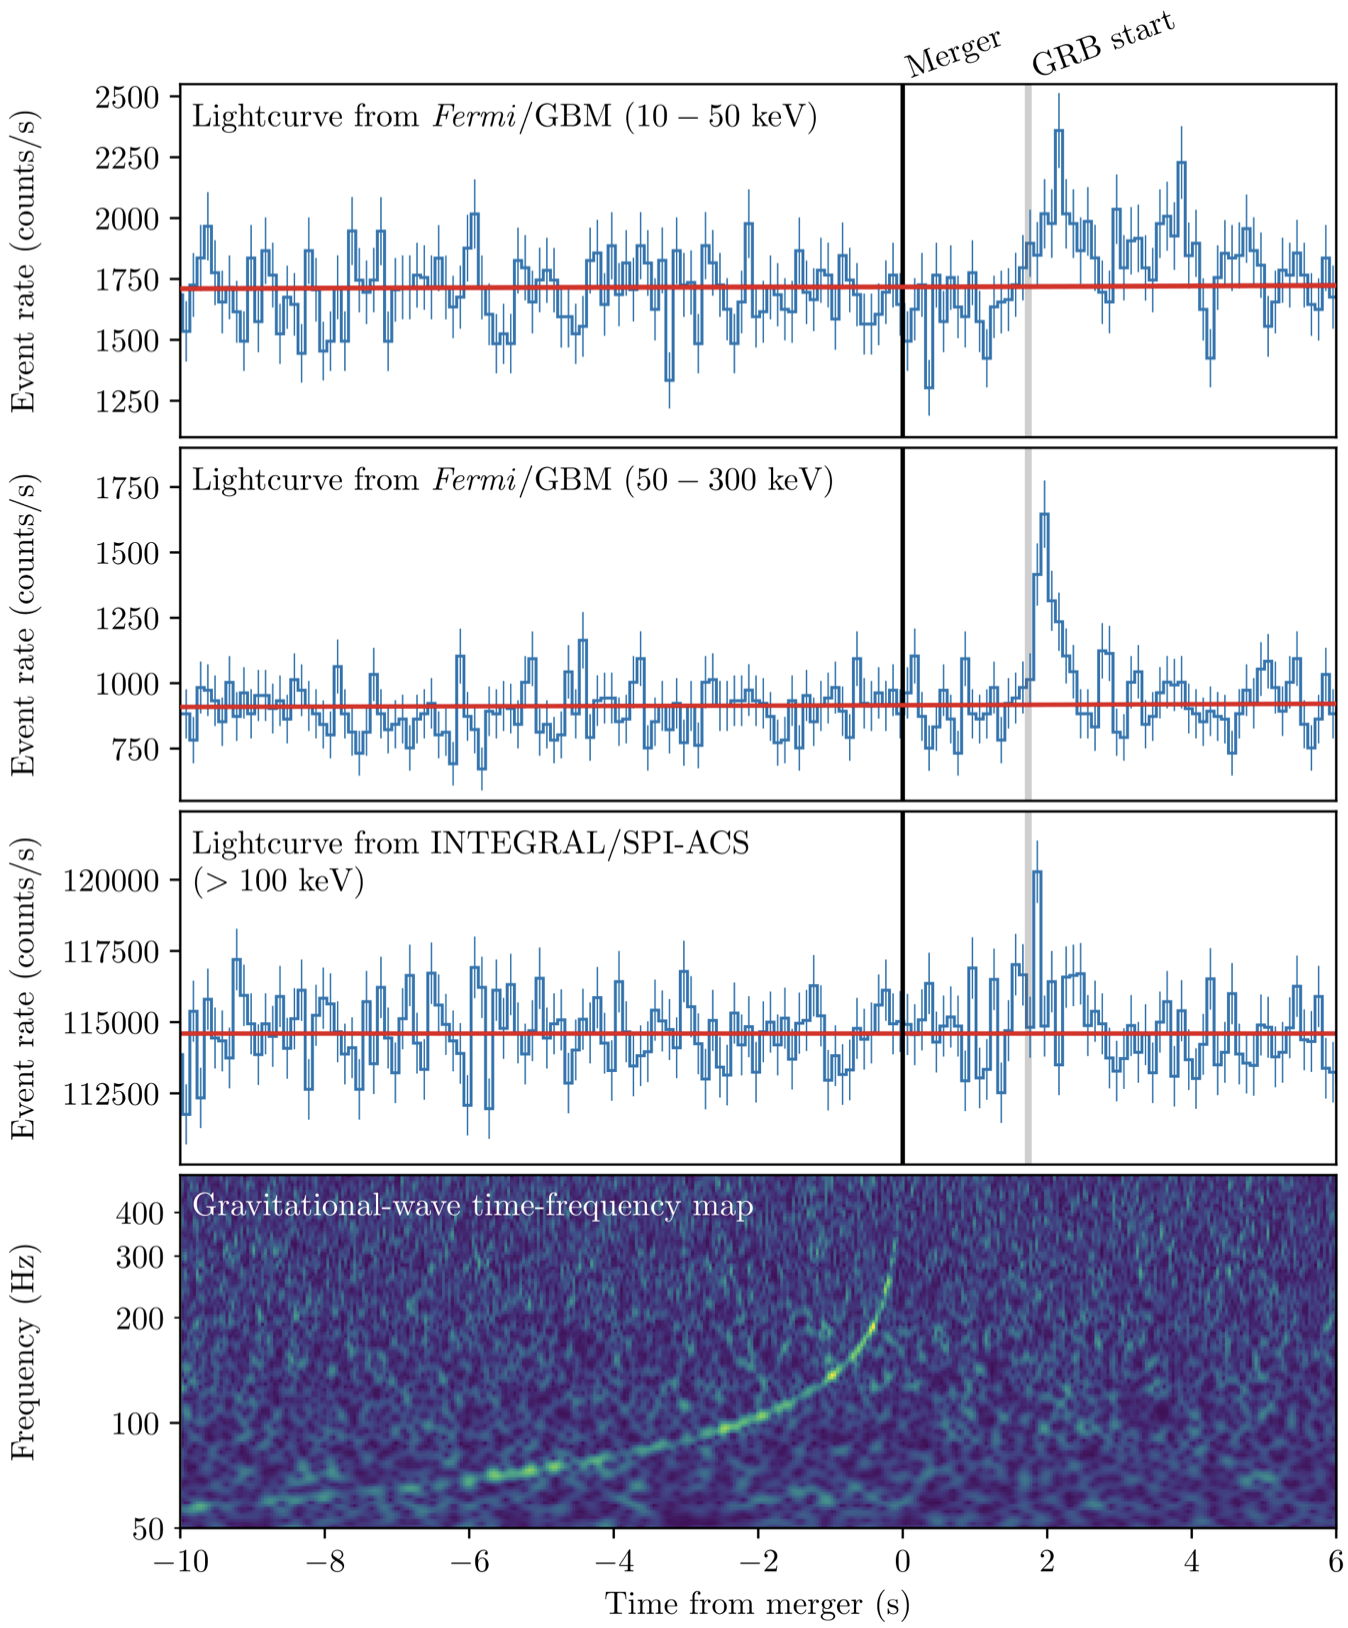 Merger
GRB start
Lightcurve from Fermi/GBM (10 − 50 keV)
Event rate (counts/s)
2500
2250
2000
1750
1500
1250
Lightcurve from Fermi/GBM (50 − 300 keV)
Event rate (counts/s)
1750
1500
1250
1000
750
Lightcurve from INTEGRAL/SPI-ACS
(> 100 keV)
Event rate (counts/s)
120000
117500
115000
112500
Gravitational-wave time-frequency map
Frequency (Hz)
400
300
200
100
50
−10 −8 −6 −4 −2 0 2 4 6
Time from merger (s)